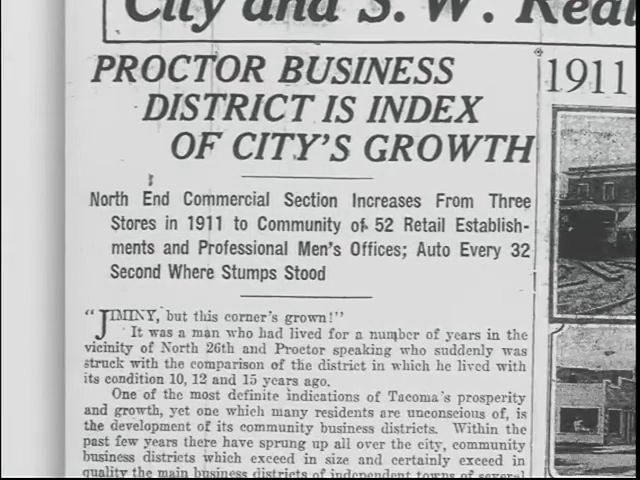 City and S. W. Real
PROCTOR BUSINESS
DISTRICT IS INDEX
OF CITY'S GROWTH
1911
North End Commercial Section Increases From Three
Stores in 1911 to Community of 52 Retail Establish-
ments and Professional Men's Offices; Auto Every 32
Second Where Stumps Stood
"JIMINY, but this corner's grown!"
It was a man who had lived for a number of years in the
vicinity of North 26th and Proctor speaking who suddenly was
struck with the comparison of the district in which he lived with
its condition 10, 12 and 15 years ago.
One of the most definite indications of Tacoma's prosperity
and growth, yet one which many residents are unconscious of, is
the development of its community business districts. Within the
past few years there have sprung up all over the city, community
business districts which exceed in size and certainly exceed in
quality the main business districts of independent towns of several